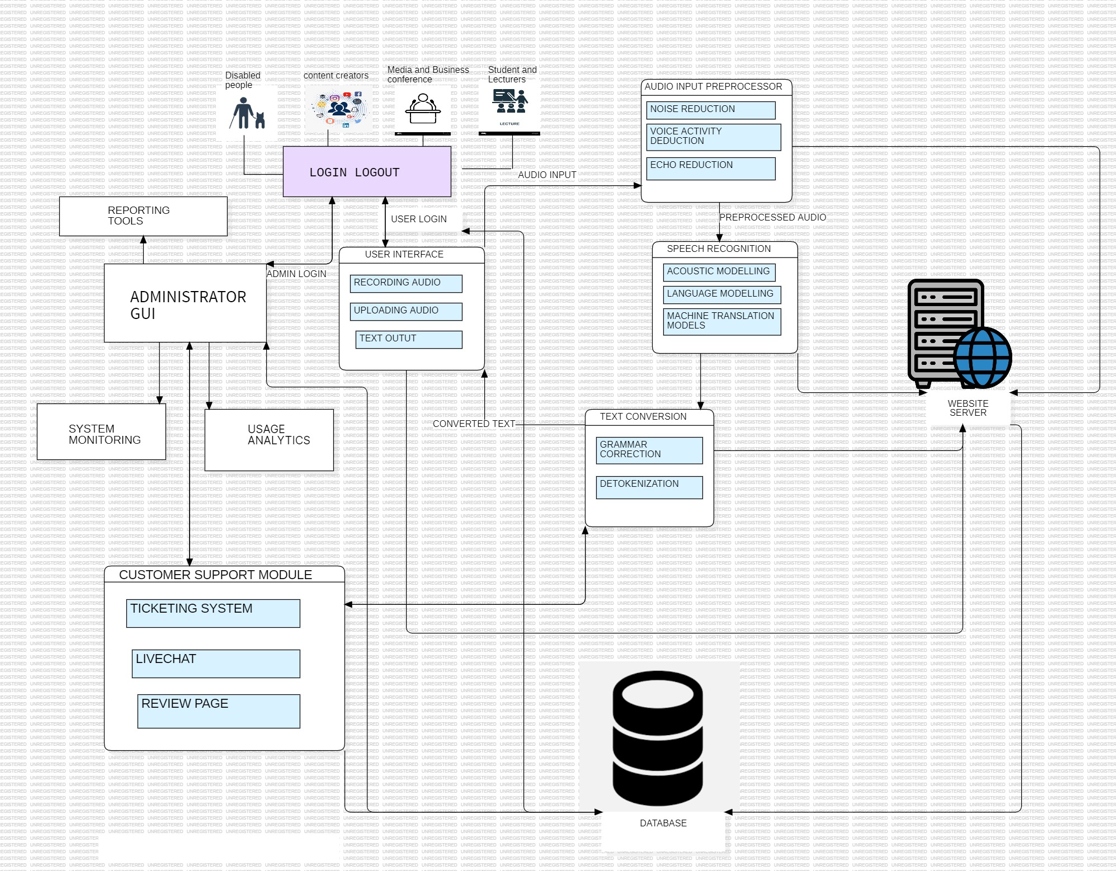 Disabled
people
content creators
Media and Business
conference
Student and
Lecturers
LECTURE
LOGIN LOGOUT
AUDIO INPUT PREPROCESSOR
NOISE REDUCTION
VOICE ACTIVITY
DEDUCTION
ECHO REDUCTION
AUDIO INPUT
REPORTING
TOOLS
USER LOGIN
PREPROCESSED AUDIO
ADMIN LOGIN
USER INTERFACE
RECORDING AUDIO
UPLOADING AUDIO
TEXT OUTUT
SPEECH RECOGNITION
ACOUSTIC MODELLING
LANGUAGE MODELLING
MACHINE TRANSLATION
MODELS
ADMINISTRATOR
GUI
WEBSITE
SERVER
SYSTEM
MONITORING
USAGE
ANALYTICS
CONVERTED TEXT
TEXT CONVERSION
GRAMMAR
CORRECTION
DETOKENIZATION
CUSTOMER SUPPORT MODULE
TICKETING SYSTEM
LIVECHAT
REVIEW PAGE
DATABASE
UNREGISTERED